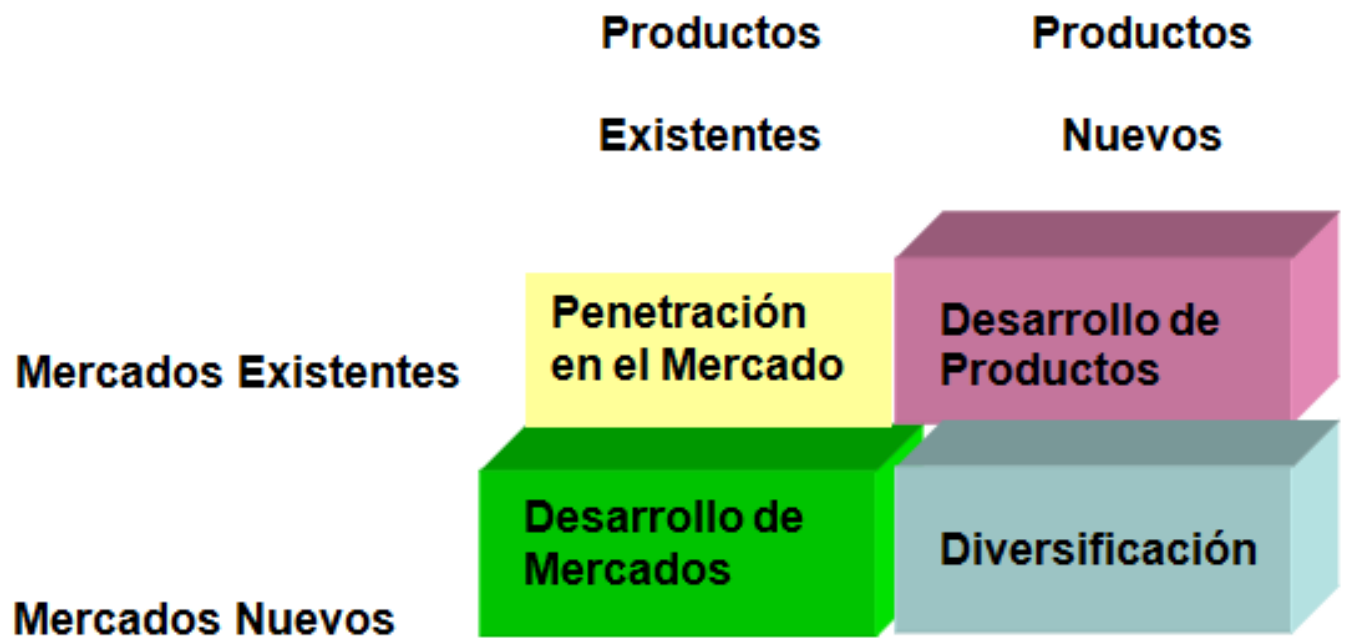 Productos Productos
Existentes Nuevos
Mercados Existentes
Penetración
en el Mercado
Desarrollo de
Productos
Mercados Nuevos
Desarrollo de
Mercados
Diversificación